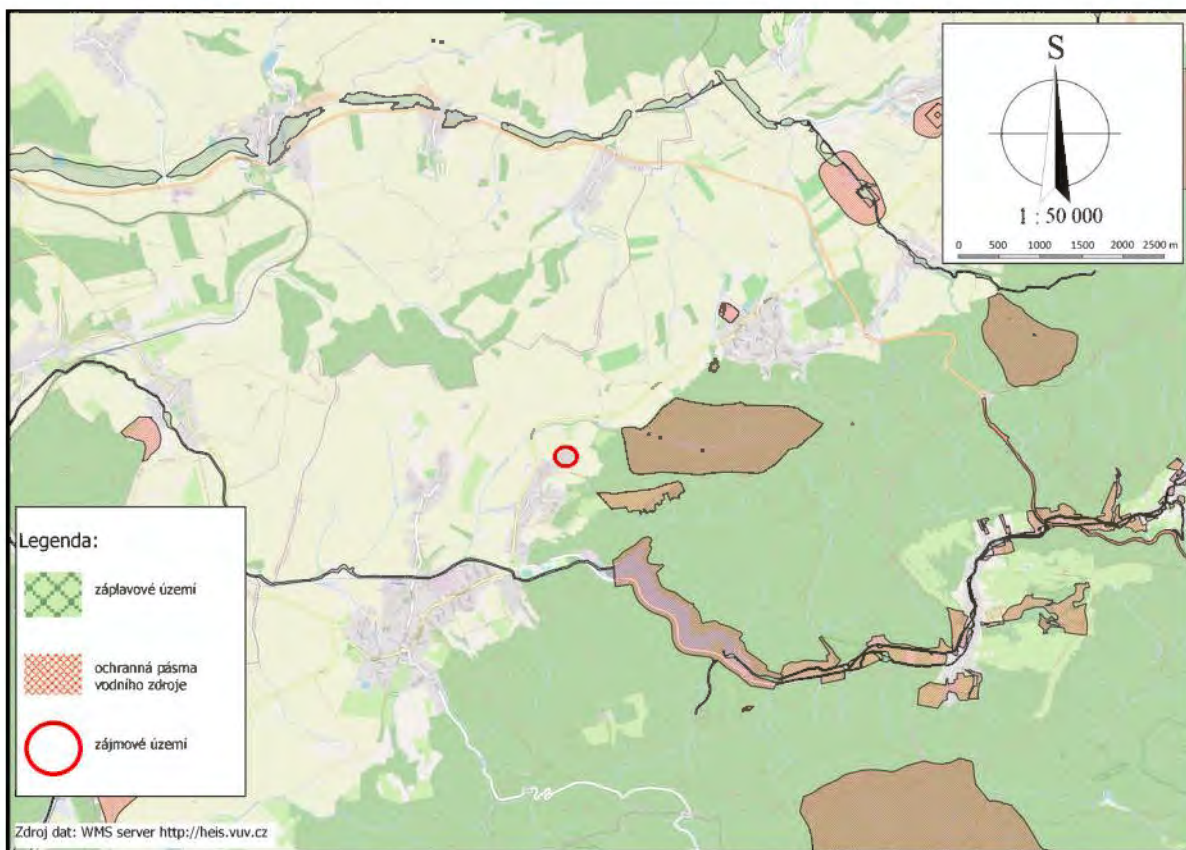 S
1 : 50 000
0 500 1000 1500 2000 2500 m
Legenda:
záplavové území
ochranná pásma
vodního zdroje
zájmové území
Zdroj dat: WMS server http://heis.vuv.cz